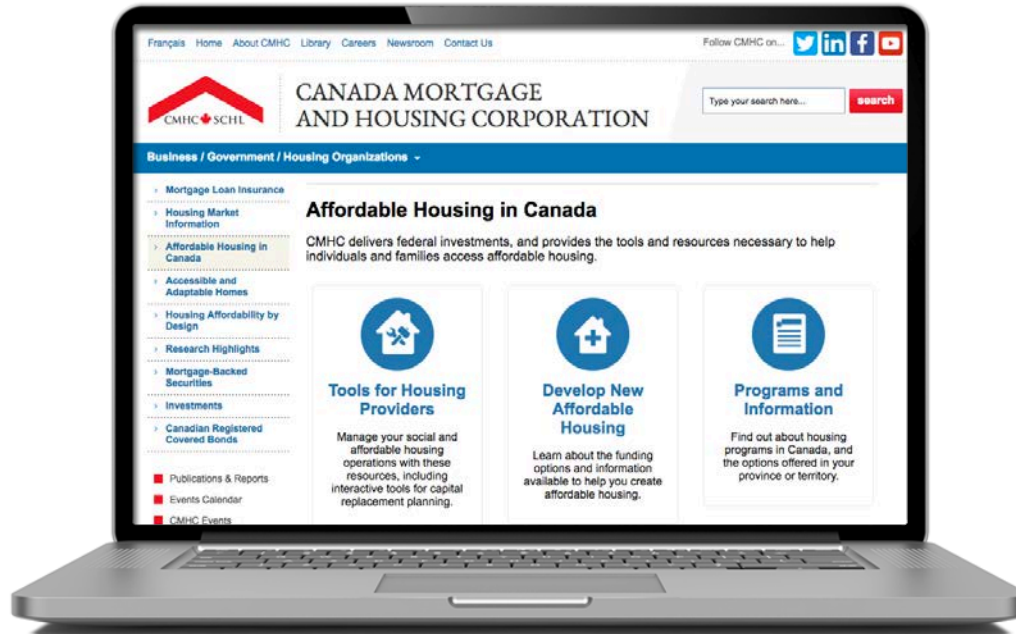 Français Home About CMHC Library Careers Newsroom Contact Us
Follow CMHC on...
CMHC SCHL
CANADA MORTGAGE
AND HOUSING CORPORATION
Type your search here...
search
Business / Government / Housing Organizations
Mortgage Loan Insurance
Housing Market
Information
Affordable Housing in
Canada
Accessible and
Adaptable Homes
Housing Affordability by
Design
Research Highlights
Mortgage-Backed
Securities
Investments
Canadian Registered
Covered Bonds
Publications & Reports
Events Calendar
CMHC Events
Affordable Housing in Canada
CMHC delivers federal investments, and provides the tools and resources necessary to help
individuals and families access affordable housing.
Tools for Housing
Providers
Manage your social and
affordable housing
operations with these
resources, including
interactive tools for capital
replacement planning.
Develop New
Affordable
Housing
Learn about the funding
options and information
available to help you create
affordable housing.
Programs and
Information
Find out about housing
programs in Canada, and
the options offered in your
province or territory.